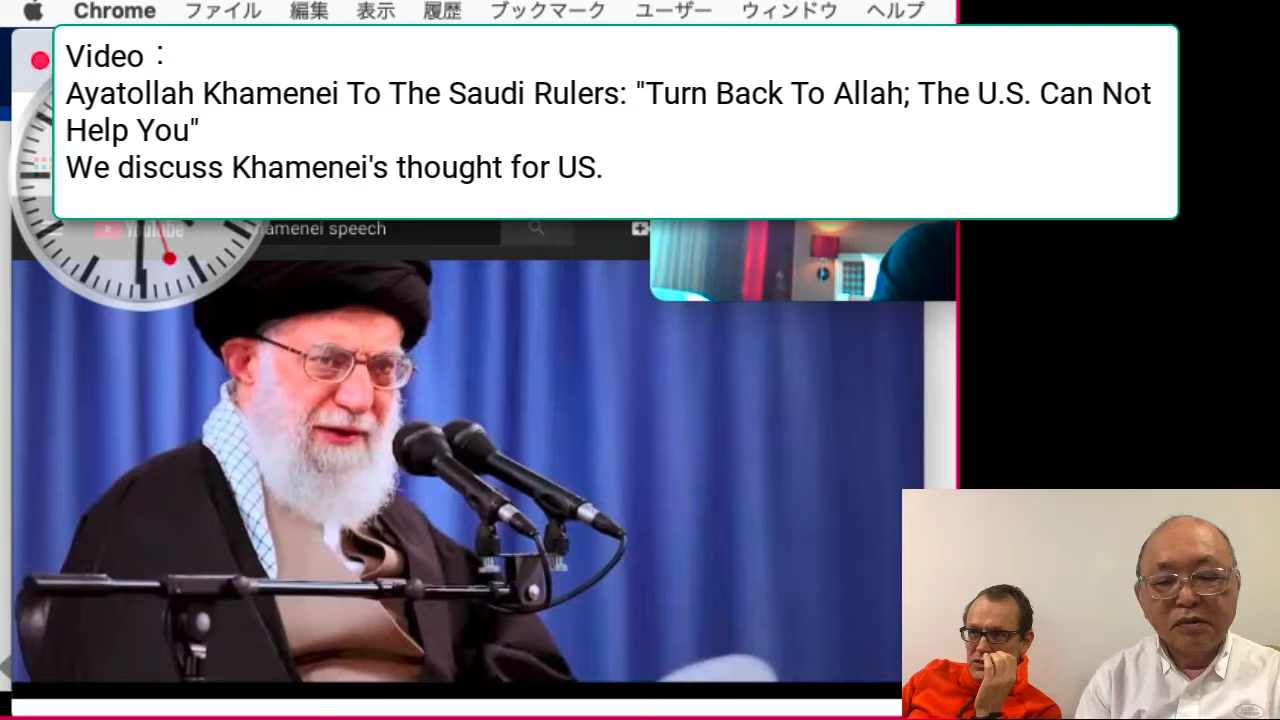 Chrome ファイル 編集 表示 履歴 ブックマーク ユーザー ウィンドウ ヘルプ
Video：
Ayatollah Khamenei To The Saudi Rulers: "Turn Back To Allah; The U.S. Can Not
Help You"
We discuss Khamenei's thought for US.
YouTube
khamenei speech